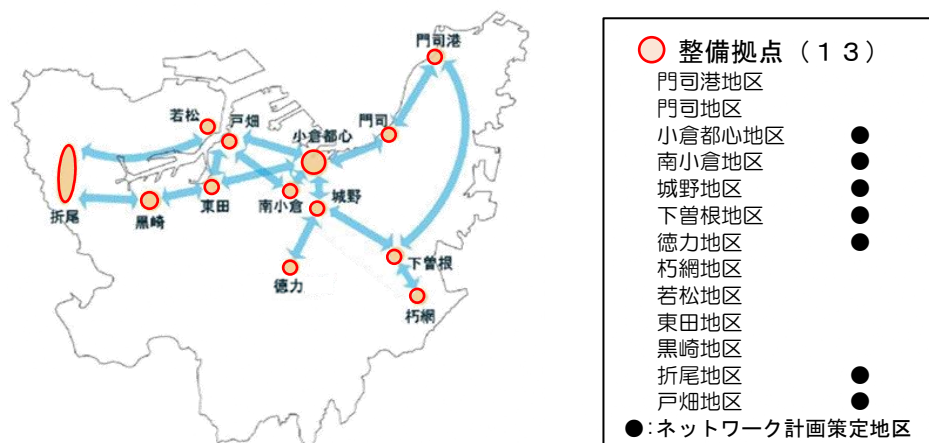 門司港
若松
戸畑
小倉都心
門司
折尾
黒崎
東田
南小倉
城野
徳力
下曽根
朽網
整備拠点（１３）
門司港地区
門司地区
小倉都心地区 ●
南小倉地区 ●
城野地区 ●
下曽根地区 ●
徳力地区 ●
朽網地区
若松地区
東田地区
黒崎地区
折尾地区 ●
戸畑地区 ●
●:ネットワーク計画策定地区